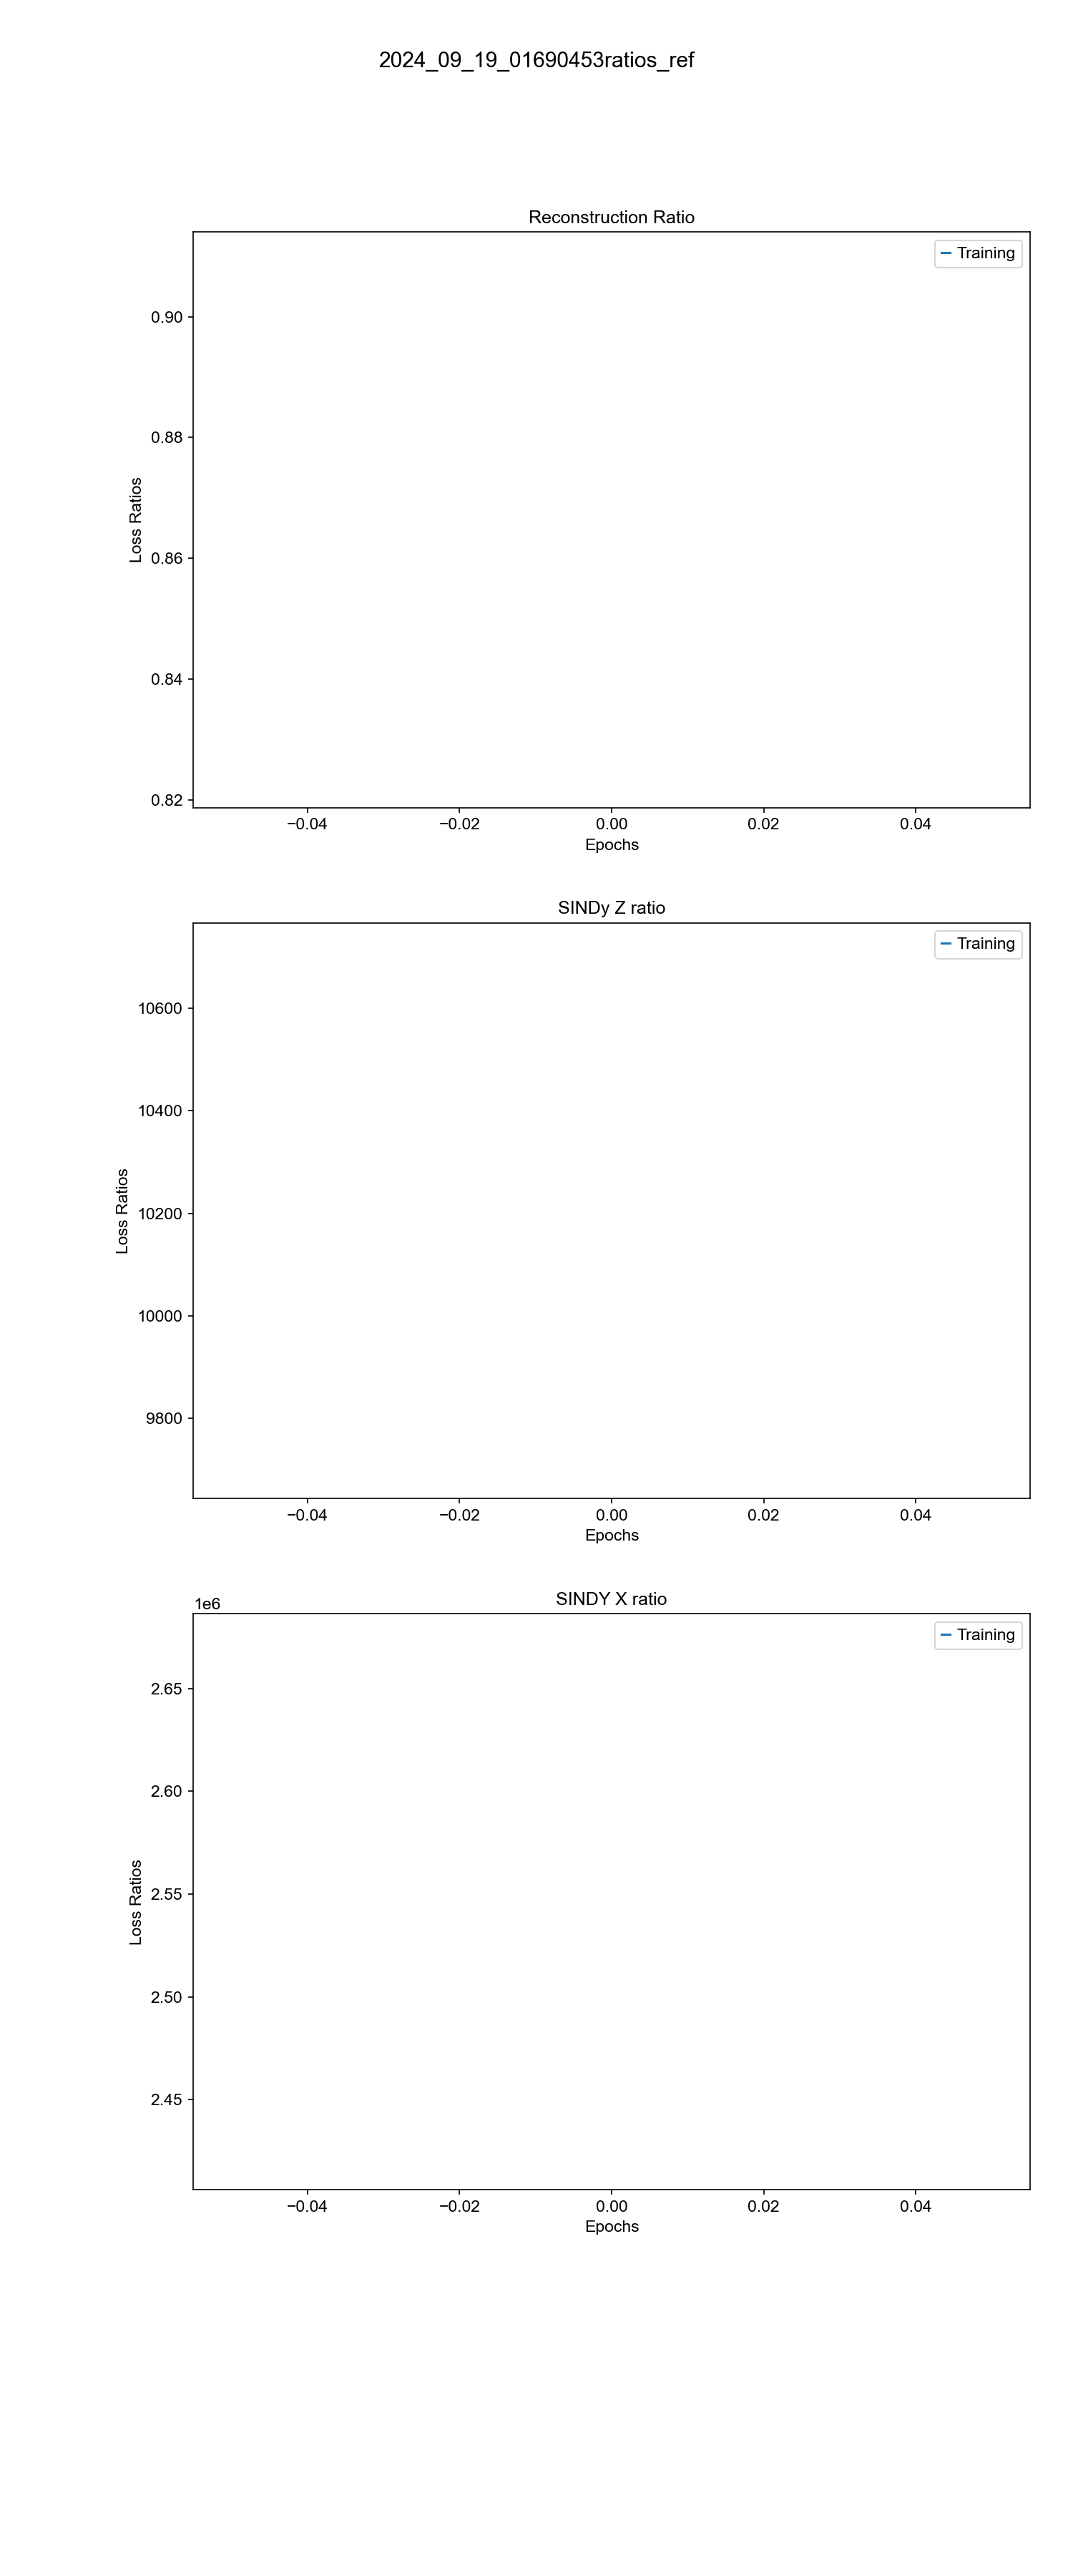 2024_09_19_01690453ratios_ref
Reconstruction Ratio
Training
0.90
0.88
0.86
0.84
0.82
Loss Ratios
−0.04 −0.02 0.00 0.02 0.04
Epochs
SINDy Z ratio
Training
10600
10400
10200
10000
9800
Loss Ratios
−0.04 −0.02 0.00 0.02 0.04
Epochs
SINDY X ratio
1e6
Training
2.65
2.60
2.55
2.50
2.45
Loss Ratios
−0.04 −0.02 0.00 0.02 0.04
Epochs